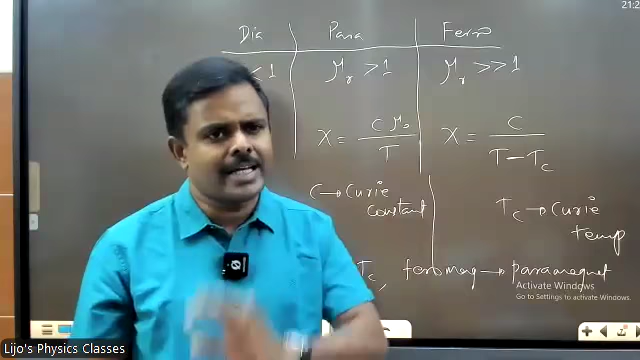 21:2
Dia Para Ferro
< 1 μr > 1 μr >> 1
X = Cμo / T X = C / T - Tc
C → Curie constant
Tc → Curie temp
Tc, ferromag → paramagnet
Activate Windows
Go to Settings to activate Windows.
Lijo's Physics Classes